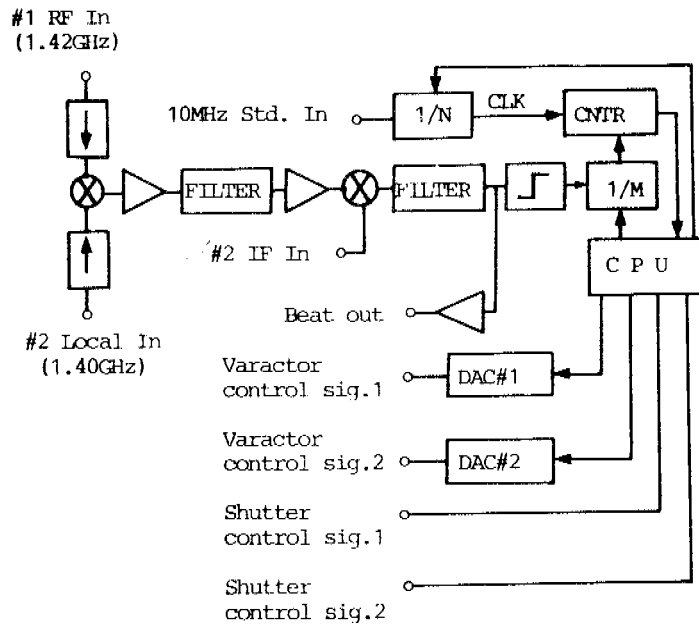 #1 RF In
(1.42GHz)
10MHz Std. In
1/N
CLK
CNTR
FILTER
FILTER
1/M
#2 IF In
C P U
Beat out
#2 Local In
(1.40GHz)
Varactor
control sig.1
DAC#1
Varactor
control sig.2
DAC#2
Shutter
control sig.1
Shutter
control sig.2